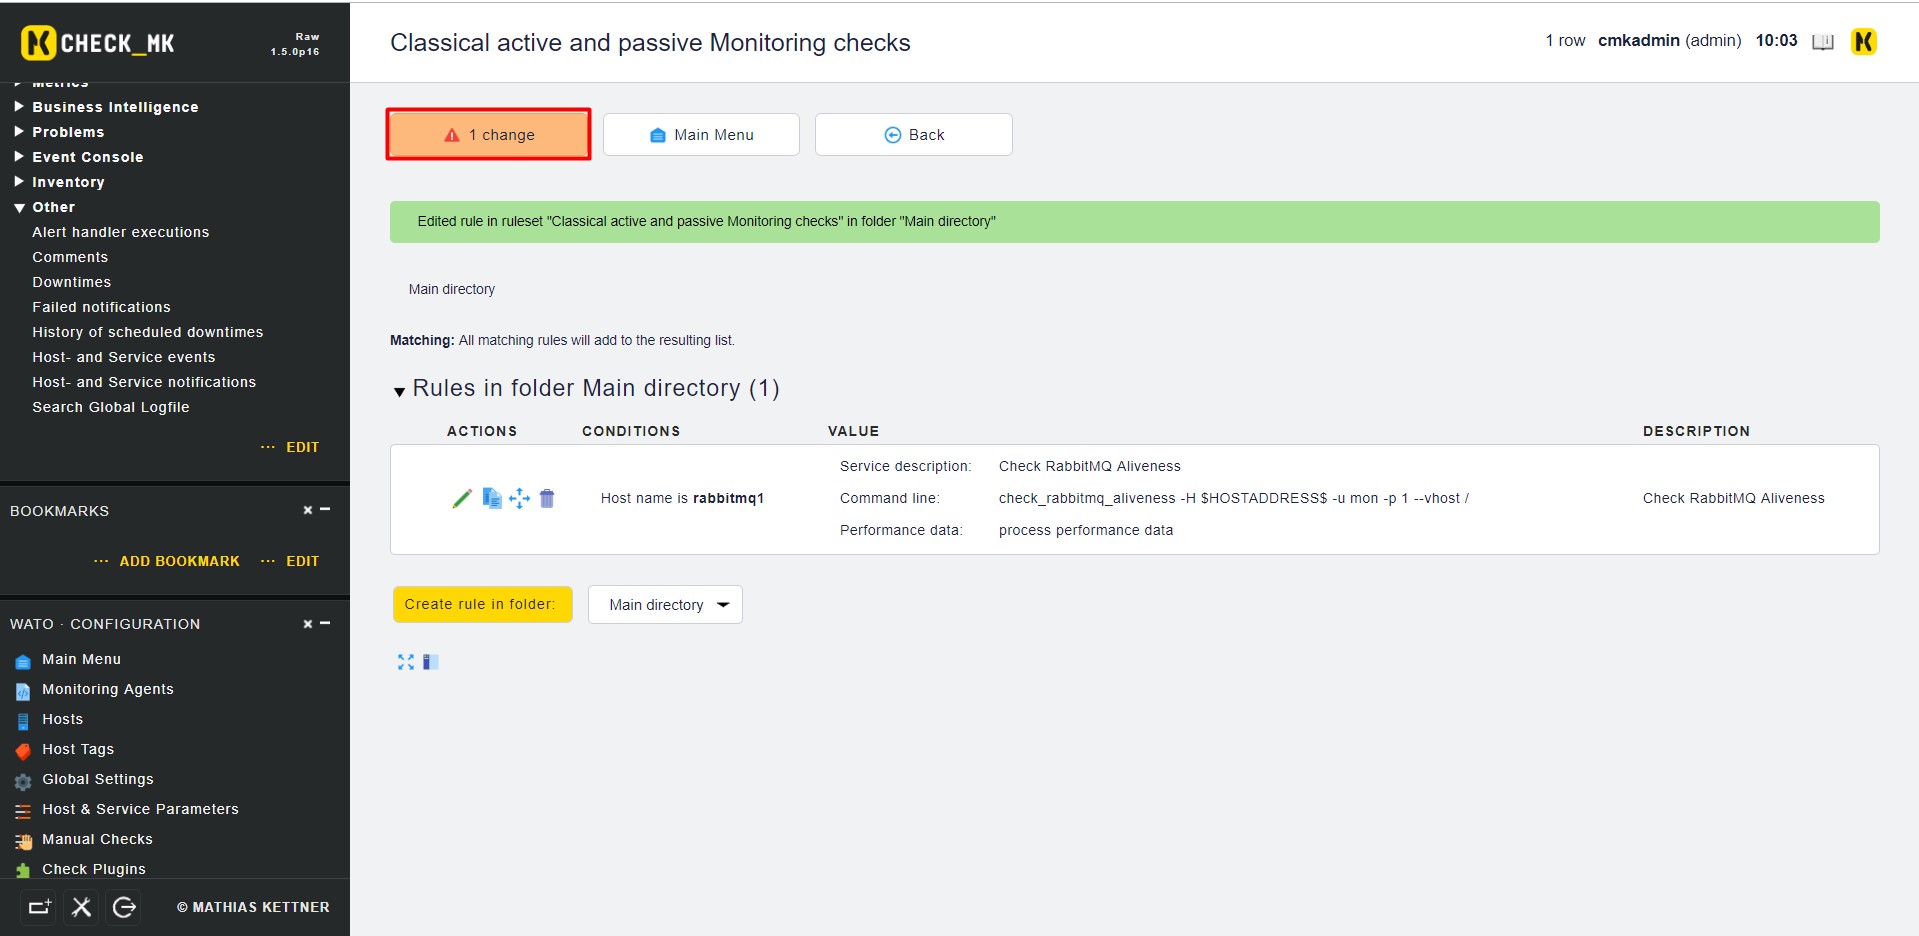 CHECK_MK
Raw
1.5.0p16
Metrics
Business Intelligence
Problems
Event Console
Inventory
Other
Alert handler executions
Comments
Downtimes
Failed notifications
History of scheduled downtimes
Host- and Service events
Host- and Service notifications
Search Global Logfile
EDIT
BOOKMARKS
ADD BOOKMARK
EDIT
WATO · CONFIGURATION
Main Menu
Monitoring Agents
Hosts
Host Tags
Global Settings
Host & Service Parameters
Manual Checks
Check Plugins
© MATHIAS KETTNER
Classical active and passive Monitoring checks
1 row cmkadmin (admin) 10:03
1 change
Main Menu
Back
Edited rule in ruleset "Classical active and passive Monitoring checks" in folder "Main directory"
Main directory
Matching: All matching rules will add to the resulting list.
Rules in folder Main directory (1)
ACTIONS CONDITIONS VALUE DESCRIPTION
Service description: Check RabbitMQ Aliveness
Host name is rabbitmq1 Command line: check_rabbitmq_aliveness -H $HOSTADDRESS$ -u mon -p 1 --vhost / Check RabbitMQ Aliveness
Performance data: process performance data
Create rule in folder: Main directory